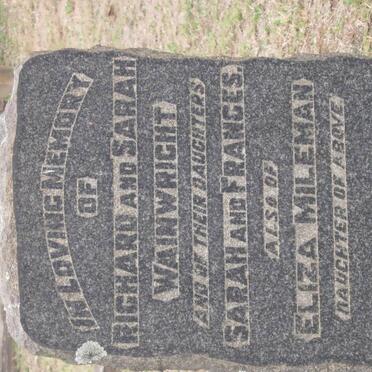 IN LOVING MEMORY
OF
RICHARD AND SARAH
WAINWRIGHT
AND OF THEIR DAUGHTERS
SARAH AND FRANCES.
ALSO OF
ELIZA MILEMAN
DAUGHTER OF ABOVE